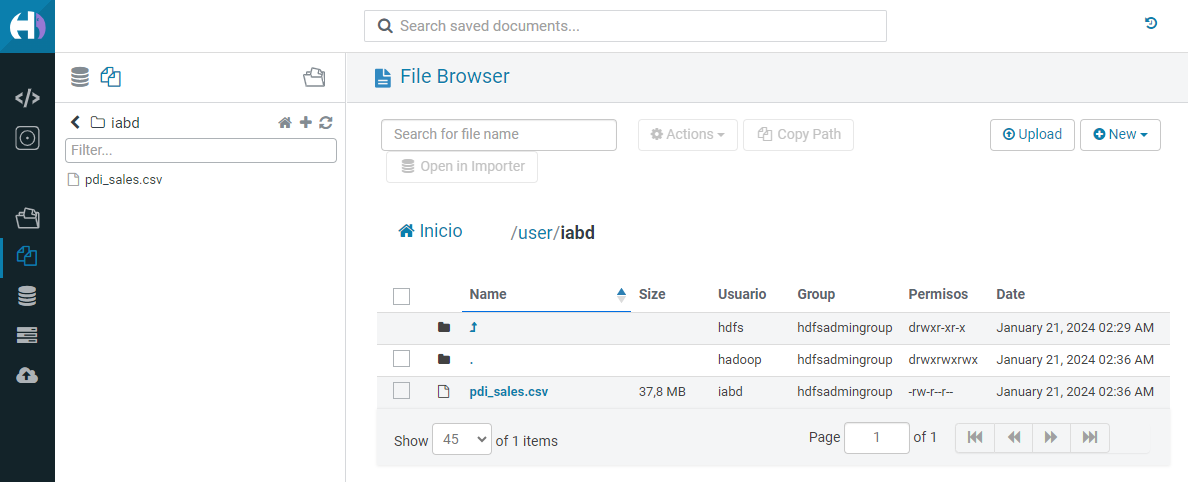 Search saved documents...
File Browser
iabd
Filter...
pdi_sales.csv
Search for file name
Actions
Copy Path
Upload
New
Open in Importer
Inicio
/user/iabd
Name Size Usuario Group Permisos Date
hdfs hdfsadmingroup drwxr-xr-x January 21, 2024 02:29 AM
. hadoop hdfsadmingroup drwxrwxrwx January 21, 2024 02:36 AM
pdi_sales.csv 37,8 MB iabd hdfsadmingroup -rw-r--r-- January 21, 2024 02:36 AM
Show 45 of 1 items Page 1 of 1